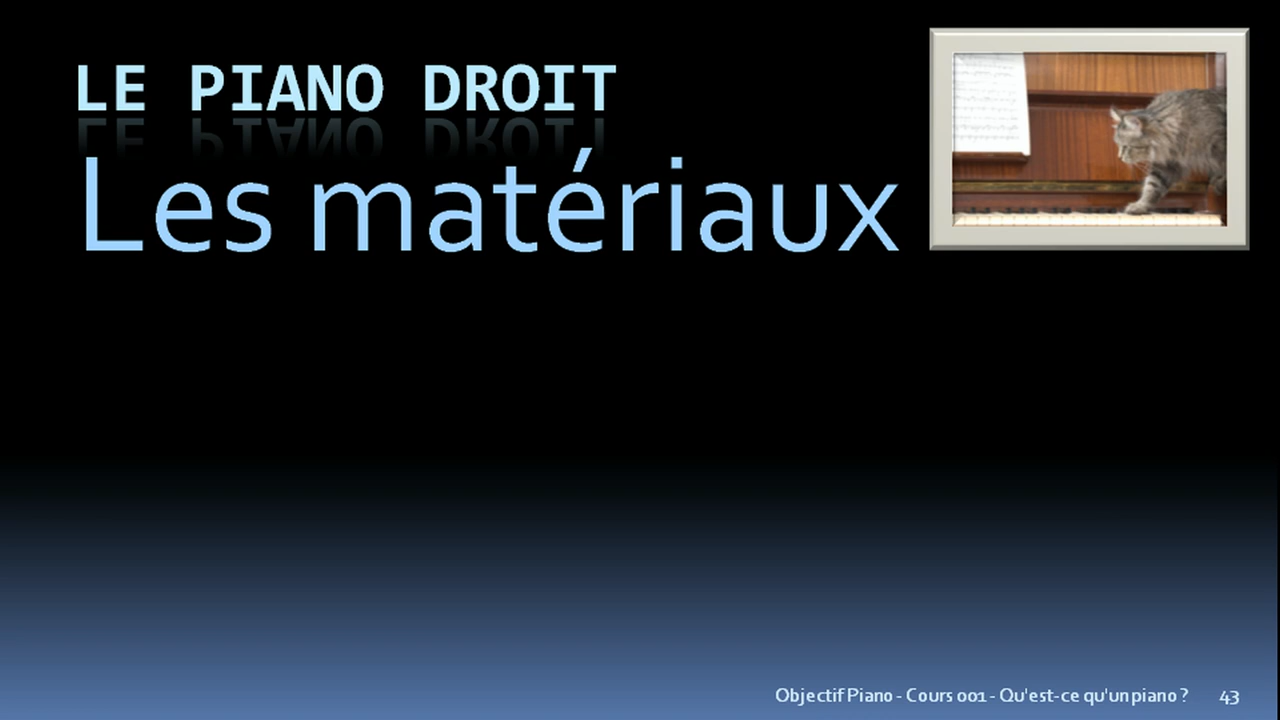 LE PIANO DROIT
Les matériaux
Objectif Piano - Cours 001 - Qu'est-ce qu'un piano ? 43